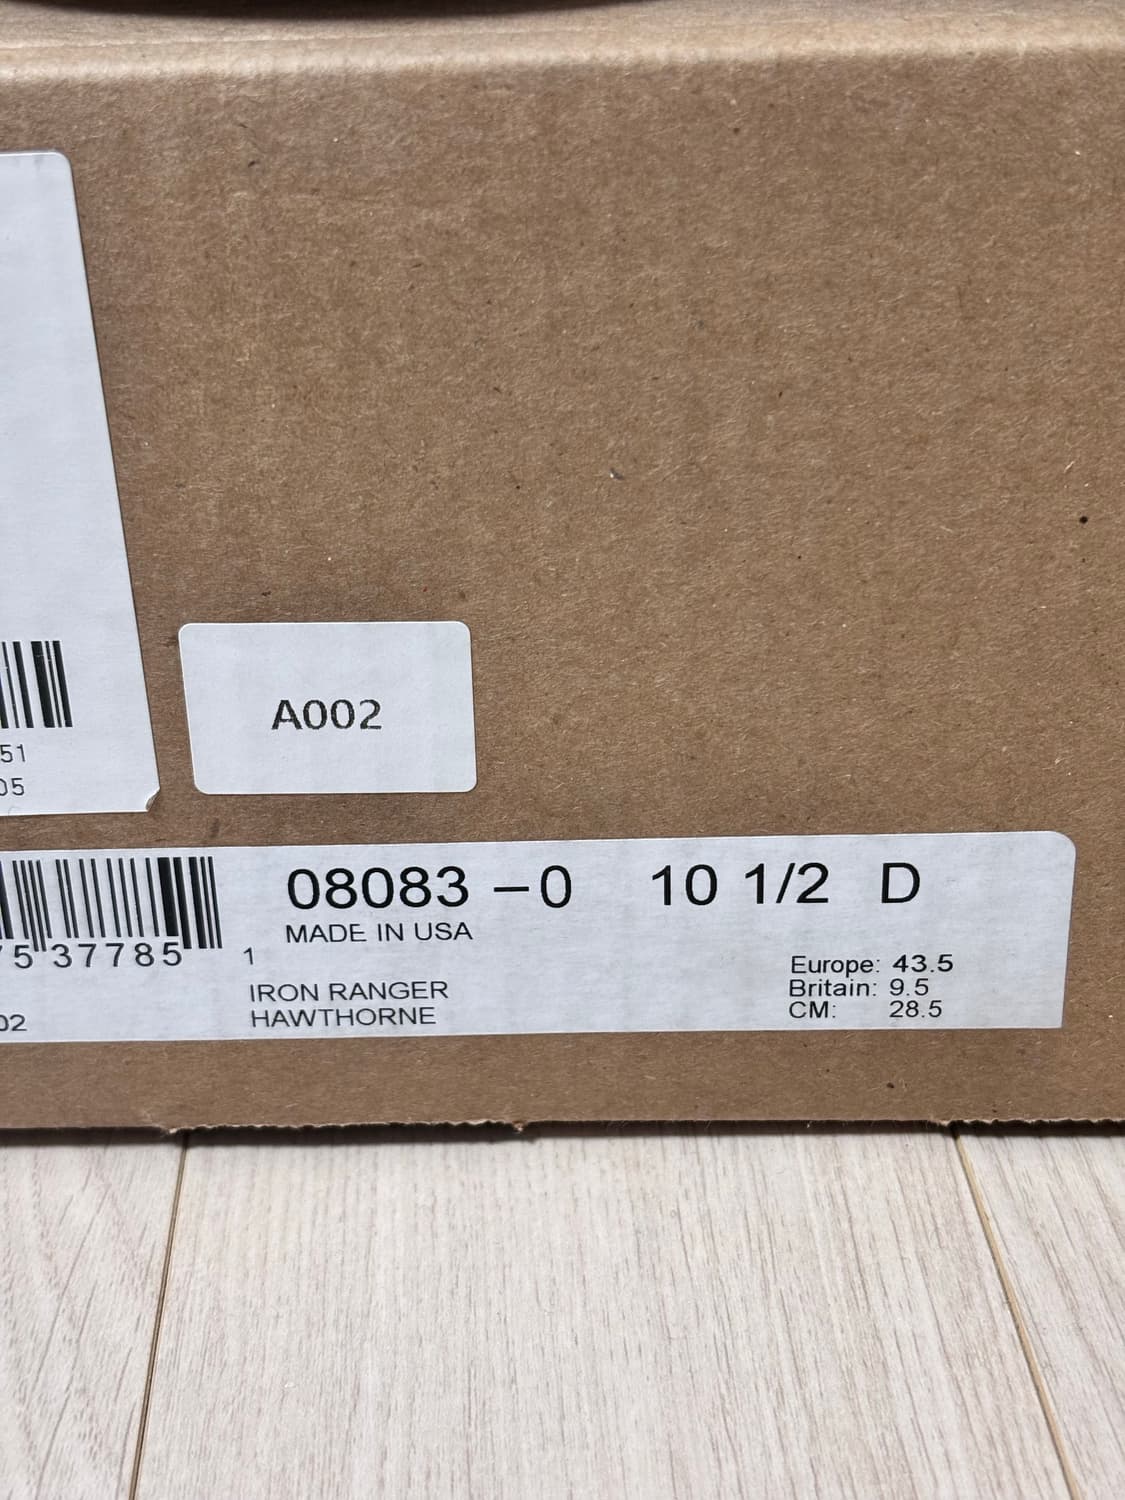 51
05
A002
08083 – 0 10 1/2 D
MADE IN USA
75 37785 1
IRON RANGER
HAWTHORNE
02
Europe: 43.5
Britain: 9.5
CM: 28.5